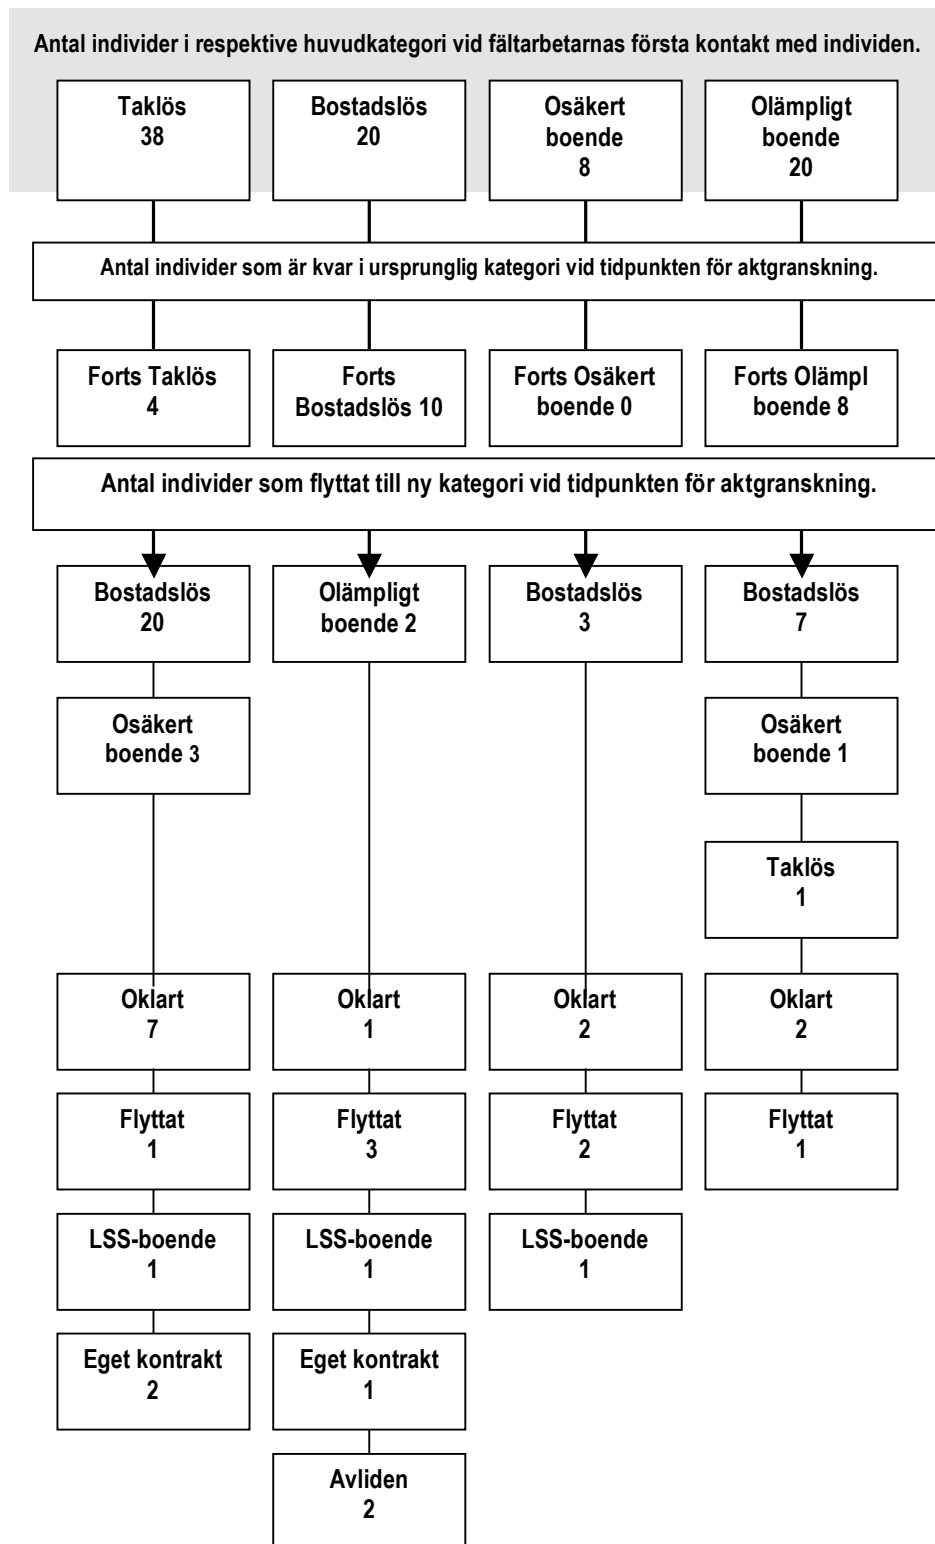 Antal individer i respektive huvudkategori vid fältarbetarnas första kontakt med individen.
Taklös
38
Bostadslös
20
Osäkert
boende
8
Olämpligt
boende
20
Antal individer som är kvar i ursprunglig kategori vid tidpunkten för aktgranskning.
Forts Taklös
4
Forts
Bostadslös 10
Forts Osäkert
boende 0
Forts Olämpl
boende 8
Antal individer som flyttat till ny kategori vid tidpunkten för aktgranskning.
Bostadslös
20
Olämpligt
boende 2
Bostadslös
3
Bostadslös
7
Osäkert
boende 3
Osäkert
boende 1
Taklös
1
Oklart
7
Oklart
1
Oklart
2
Oklart
2
Flyttat
1
Flyttat
3
Flyttat
2
Flyttat
1
LSS-boende
1
LSS-boende
1
LSS-boende
1
Eget kontrakt
2
Eget kontrakt
1
Avliden
2